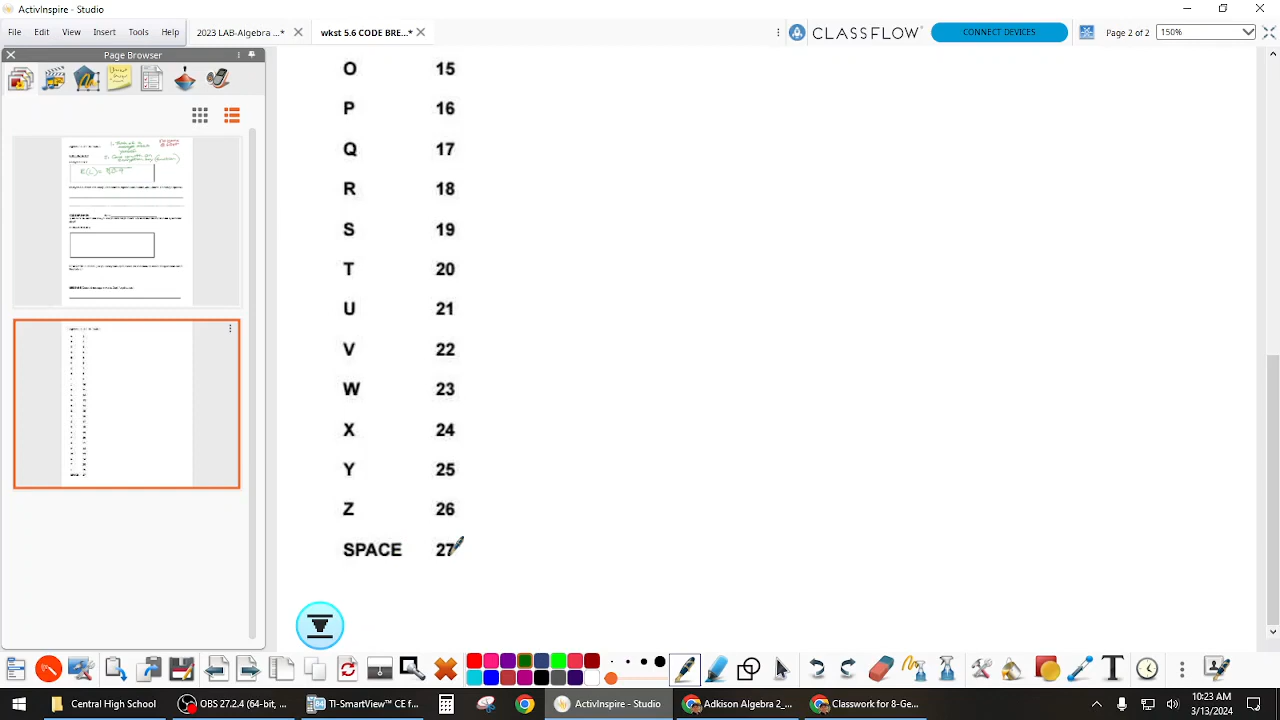 ActivInspire - Studio
File Edit View Insert Tools Help
2023 LAB-Algebra ...*
wkst 5.6 CODE BRE...*
CLASSFLOW
CONNECT DEVICES
Page 2 of 2
150%
Page Browser
O 15
P 16
Q 17
R 18
S 19
T 20
U 21
V 22
W 23
X 24
Y 25
Z 26
SPACE 27
Central High School
OBS 27.2.4 (64-bit, ...
TI-SmartView™ CE f...
ActivInspire - Studio
Adkison Algebra ...
Classwork for 8-Ge...
10:23 AM
3/13/2024